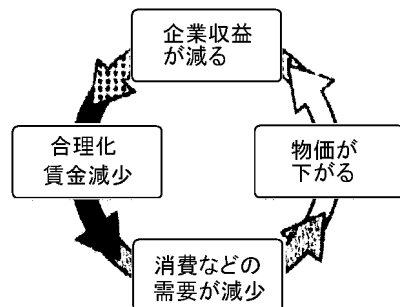 企業収益
が減る
合理化
賃金減少
物価が
下がる
消費などの
需要が減少